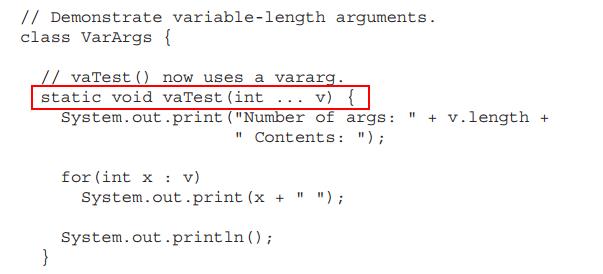 // Demonstrate variable-length arguments.
class VarArgs {
// vaTest() now uses a vararg.
static void vaTest(int ... v) {
System.out.print("Number of args: " + v.length +
" Contents: ");
for(int x : v)
System.out.print(x + " ");
System.out.println();
}